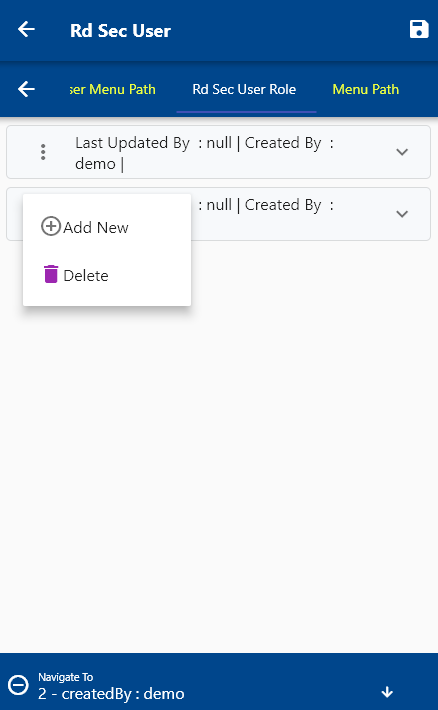 Rd Sec User
ser Menu Path Rd Sec User Role Menu Path
Last Updated By : null | Created By :
demo |
: null | Created By :
Add New
Delete
Navigate To
2 - createdBy : demo